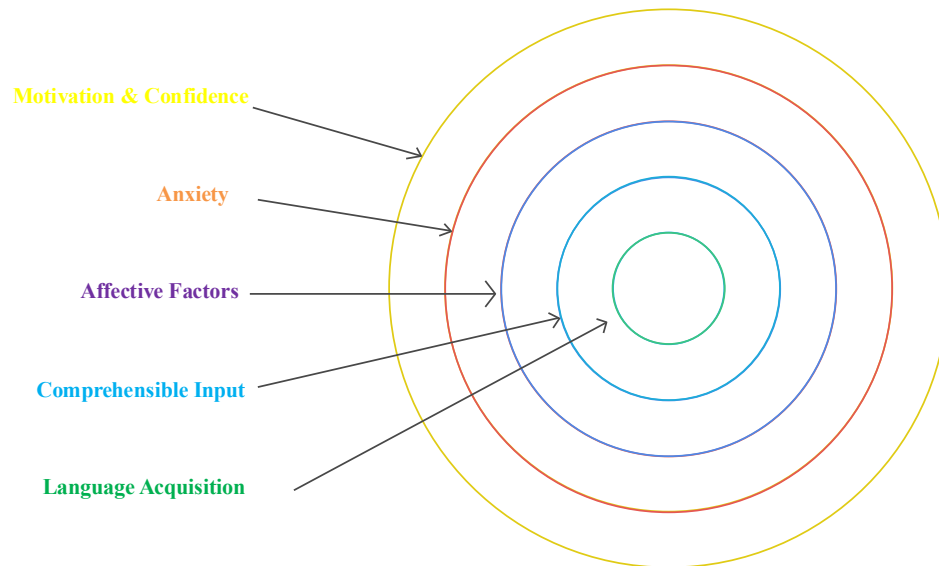 Motivation & Confidence
Anxiety
Affective Factors
Comprehensible Input
Language Acquisition